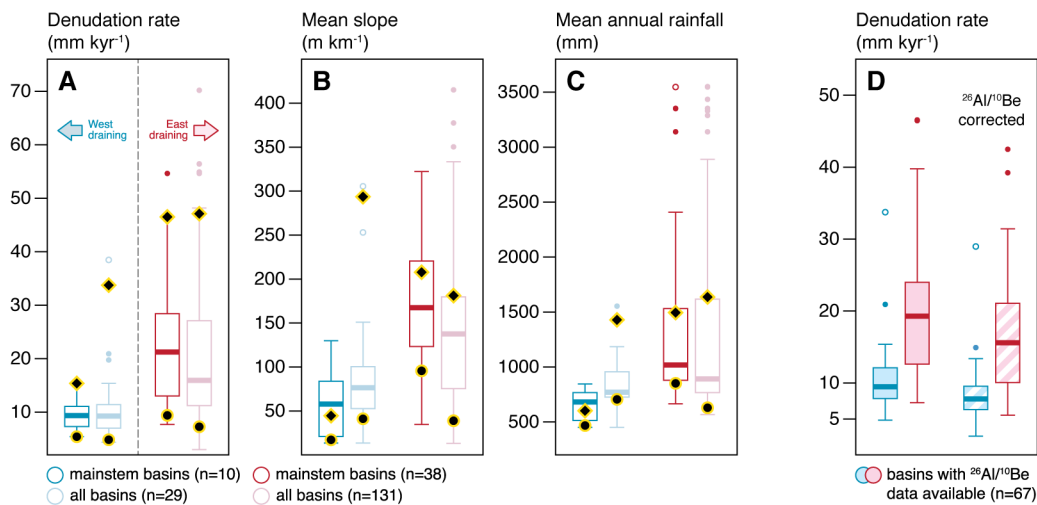 Denudation rate
(mm kyr⁻¹)
Mean slope
(m km⁻¹)
Mean annual rainfall
(mm)
Denudation rate
(mm kyr⁻¹)
A
70
60
50
40
30
20
10
West
draining
East
draining
B
400
350
300
250
200
150
100
50
C
3500
3000
2500
2000
1500
1000
500
D
50
40
30
20
10
5
²⁶Al/¹⁰Be
corrected
mainstem basins (n=10)
all basins (n=29)
mainstem basins (n=38)
all basins (n=131)
basins with ²⁶Al/¹⁰Be
data available (n=67)